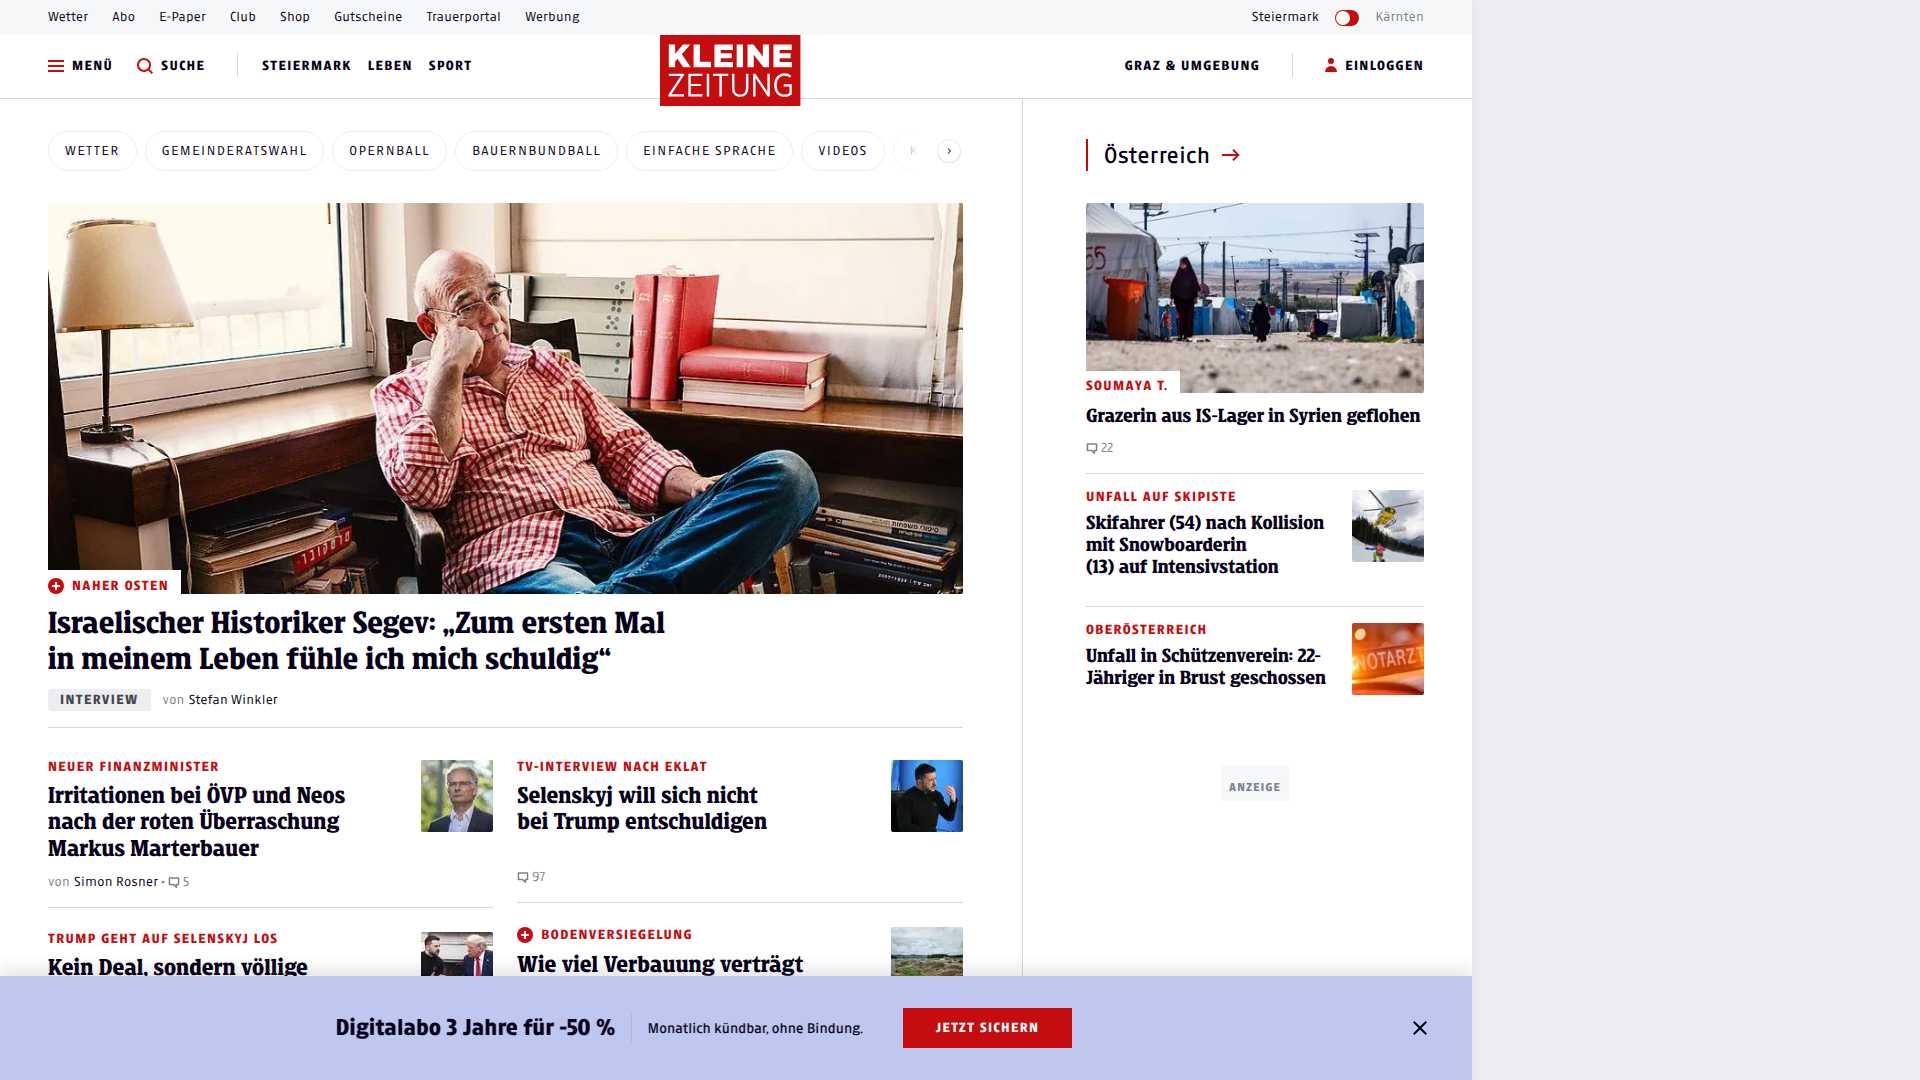 Wetter Abo E-Paper Club Shop Gutscheine Trauerportal Werbung Steiermark Kärnten
MENÜ SUCHE STEIERMARK LEBEN SPORT KLEINE ZEITUNG GRAZ & UMGEBUNG EINLOGGEN
WETTER GEMEINDERATSWAHL OPERNBALL BAUERNBUNDBALL EINFACHE SPRACHE VIDEOS
NAHER OSTEN
Israelischer Historiker Segev: „Zum ersten Mal
in meinem Leben fühle ich mich schuldig“
INTERVIEW von Stefan Winkler
NEUER FINANZMINISTER
Irritationen bei ÖVP und Neos
nach der roten Überraschung
Markus Marterbauer
von Simon Rosner - 5
TV-INTERVIEW NACH EKLAT
Selenskyj will sich nicht
bei Trump entschuldigen
97
TRUMP GEHT AUF SELENSKYJ LOS
Kein Deal, sondern völlige
BODENVERSIEGELUNG
Wie viel Verbauung verträgt
Österreich
55
SOUMAYA T.
Grazerin aus IS-Lager in Syrien geflohen
22
UNFALL AUF SKIPISTE
Skifahrer (54) nach Kollision
mit Snowboarderin
(13) auf Intensivstation
OBERÖSTERREICH
Unfall in Schützenverein: 22-
Jähriger in Brust geschossen
NOTARZT
ANZEIGE
Digitalabo 3 Jahre für -50 % Monatlich kündbar, ohne Bindung. JETZT SICHERN